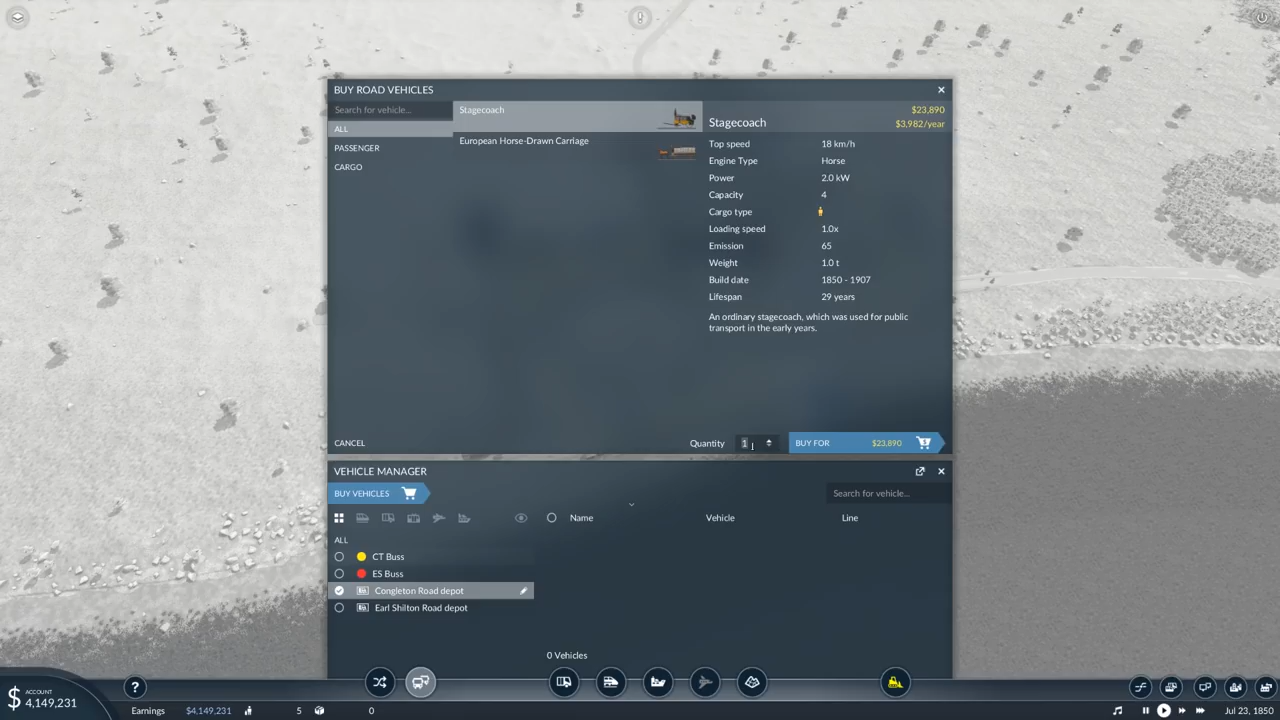 BUY ROAD VEHICLES
Search for vehicle...
ALL
PASSENGER
CARGO
Stagecoach
European Horse-Drawn Carriage
$23,890
Stagecoach
$3,982/year
Top speed 18 km/h
Engine Type Horse
Power 2.0 kW
Capacity 4
Cargo type
Loading speed 1.0x
Emission 65
Weight 1.0 t
Build date 1850 - 1907
Lifespan 29 years
An ordinary stagecoach, which was used for public
transport in the early years.
CANCEL
Quantity 1
BUY FOR $23,890
VEHICLE MANAGER
BUY VEHICLES
Search for vehicle...
Name Vehicle Line
ALL
CT Buss
ES Buss
Congleton Road depot
Earl Shilton Road depot
0 Vehicles
$ ACCOUNT
4,149,231
?
Earnings $4,149,231 5 0
Jul 23, 1850